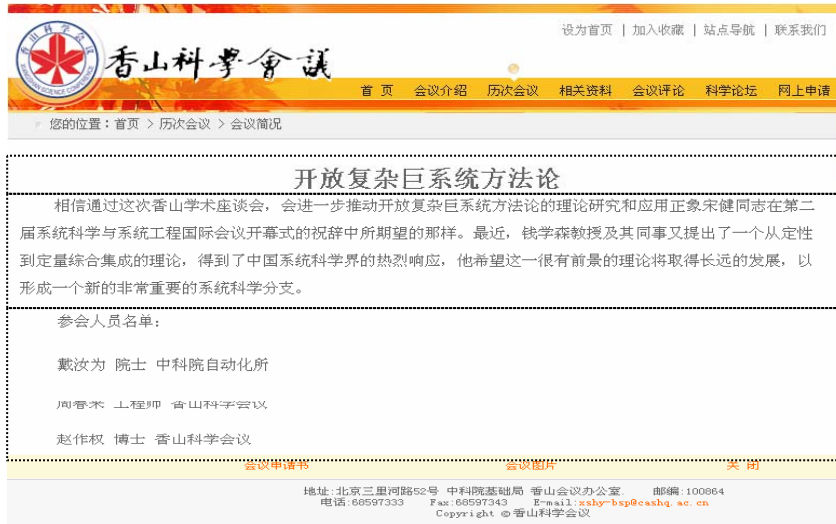 设为首页 | 加入收藏 | 站点导航 | 联系我们
香山科学會議
首 页 会议介绍 历次会议 相关资料 会议评论 科学论坛 网上申请
您的位置：首页 > 历次会议 > 会议简况
开放复杂巨系统方法论
相信通过这次香山学术座谈会，会进一步推动开放复杂巨系统方法论的理论研究和应用正象宋健同志在第二
届系统科学与系统工程国际会议开幕式的祝辞中所期望的那样。最近，钱学森教授及其同事又提出了一个从定性
到定量综合集成的理论，得到了中国系统科学界的热烈响应，他希望这一很有前景的理论将取得长远的发展，以
形成一个新的非常重要的系统科学分支。
参会人员名单：
戴汝为 院士 中科院自动化所
周春来 工程师 香山科学会议
赵作权 博士 香山科学会议
会议申请书 会议图片 关 闭
地址:北京三里河路52号 中科院基础局 香山会议办公室. 邮编:100864
电话:68597333 Fax:68597343 E-mail:xshy-bsp@cashq.ac.cn
Copyright @香山科学会议